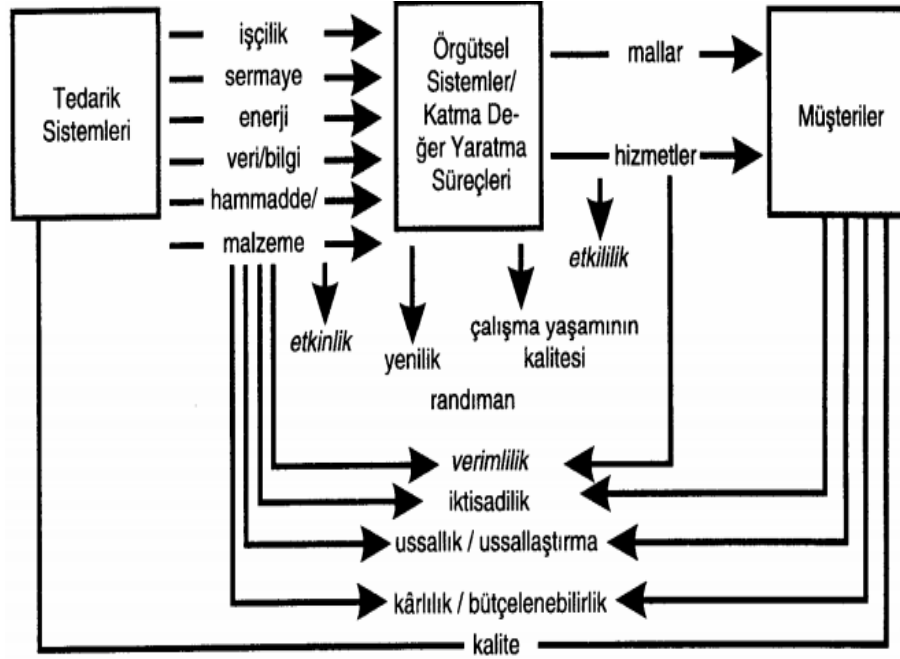 Tedarik
Sistemleri
işçilik
sermaye
enerji
veri/bilgi
hammadde/
malzeme
Örgütsel
Sistemler/
Katma De-
ğer Yaratma
Süreçleri
mallar
hizmetler
Müşteriler
etkinlik
yenilik
çalışma yaşamının
kalitesi
etkililik
randıman
verimlilik
iktisadilik
ussallık / ussallaştırma
kârlılık / bütçelenebilirlik
kalite